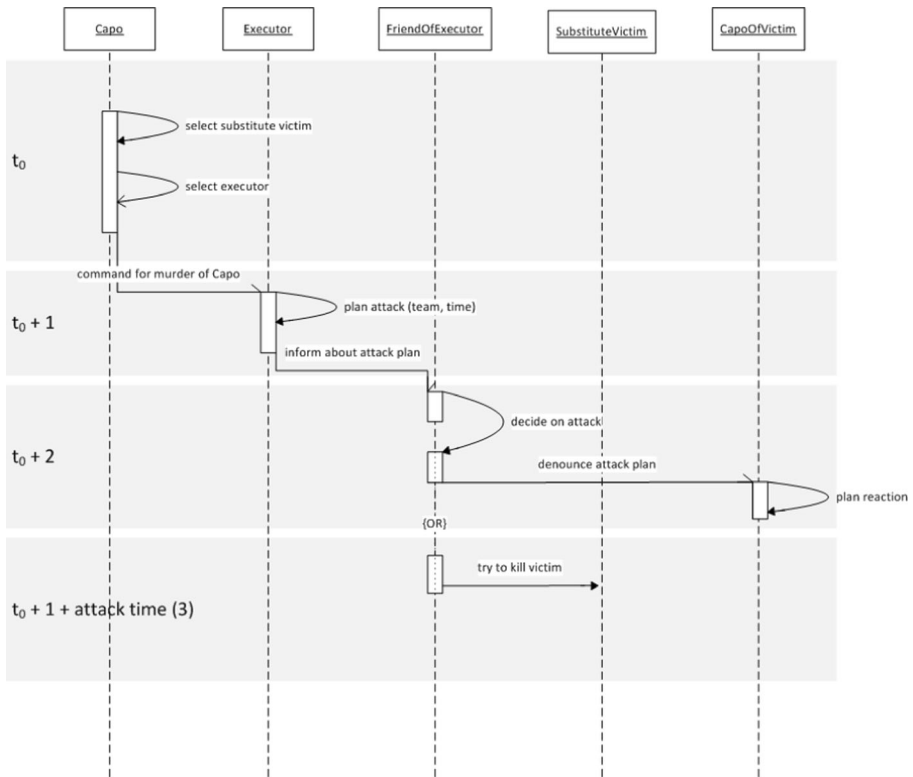 Capo
Executor
FriendOfExecutor
SubstituteVictim
CapoOfVictim
select substitute victim
t₀
select executor
command for murder of Capo
plan attack (team, time)
t₀ + 1
inform about attack plan
decide on attack
t₀ + 2
denounce attack plan
plan reaction
{OR}
try to kill victim
t₀ + 1 + attack time (3)